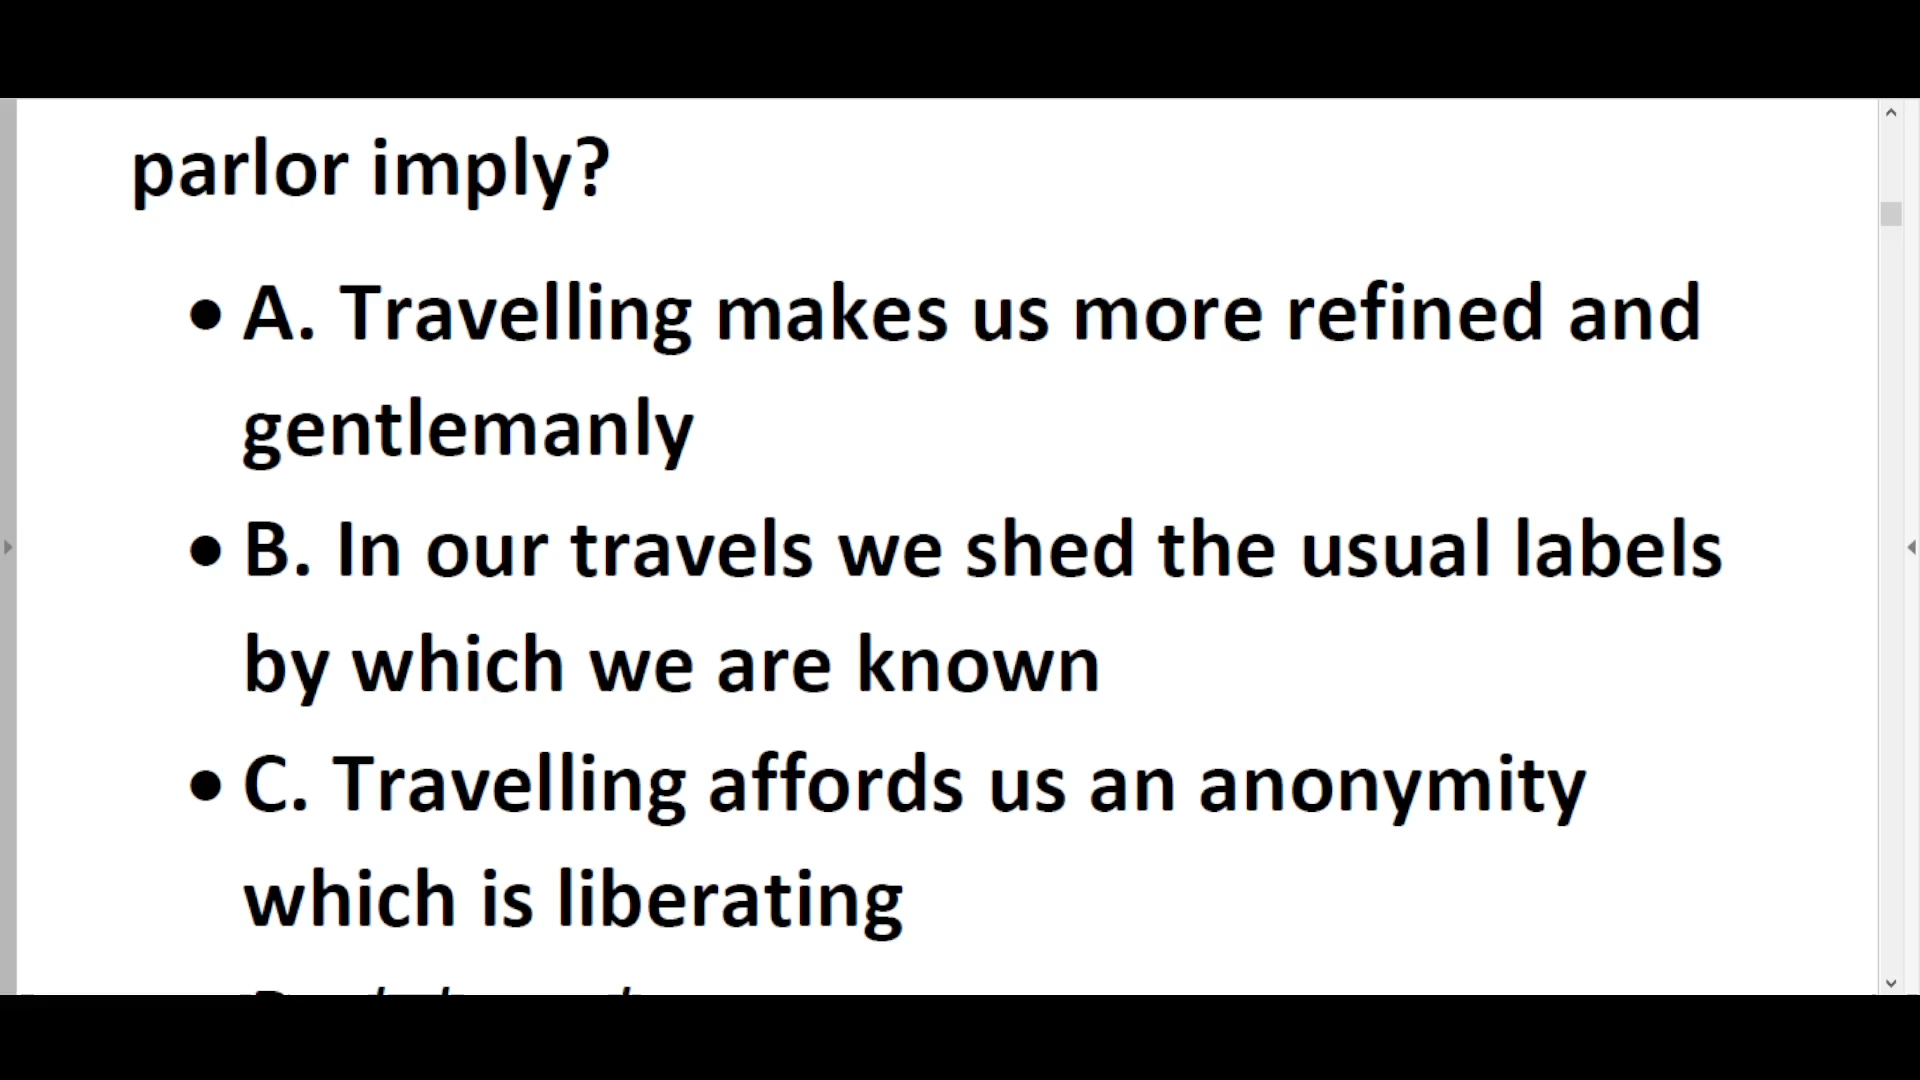 parlor imply?
• A. Travelling makes us more refined and
gentlemanly
• B. In our travels we shed the usual labels
by which we are known
• C. Travelling affords us an anonymity
which is liberating